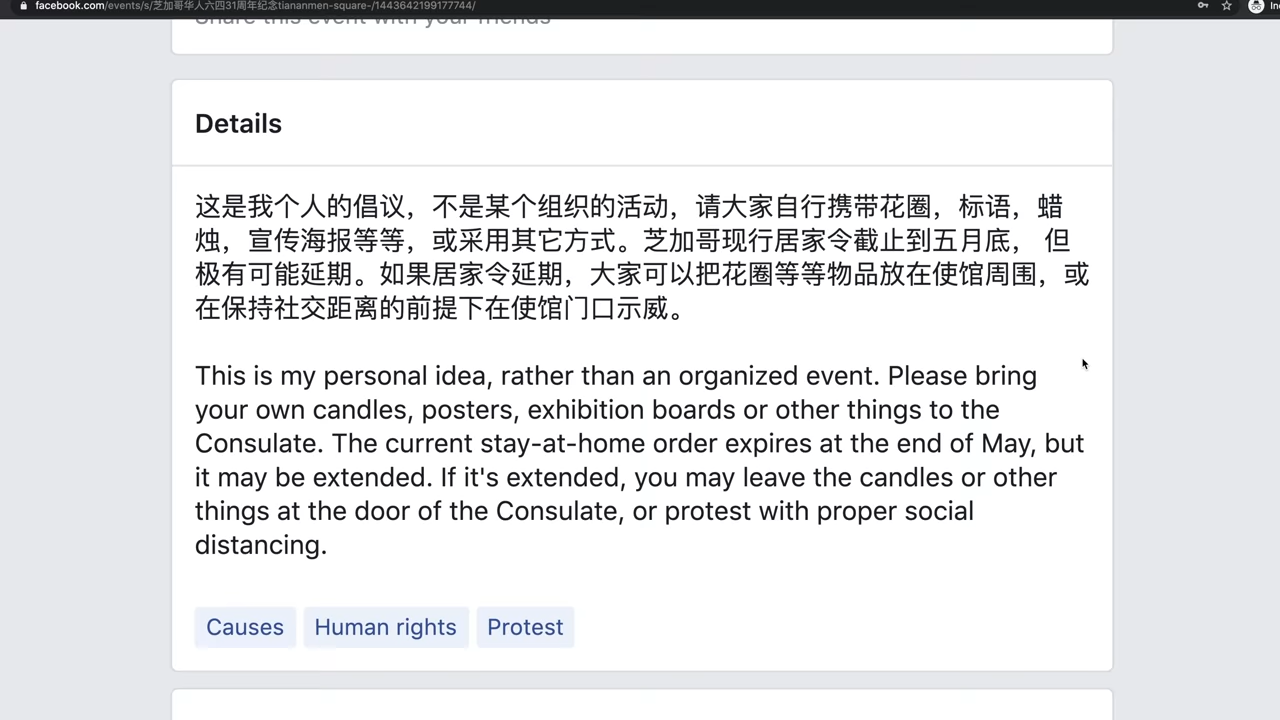 facebook.com/events/s/芝加哥华人六四31周年纪念tiananmen-square-/1443642199177744/
Share this event with your friends
Details
这是我个人的倡议，不是某个组织的活动，请大家自行携带花圈，标语，蜡
烛，宣传海报等等，或采用其它方式。芝加哥现行居家令截止到五月底， 但
极有可能延期。如果居家令延期，大家可以把花圈等等物品放在使馆周围，或
在保持社交距离的前提下在使馆门口示威。
This is my personal idea, rather than an organized event. Please bring
your own candles, posters, exhibition boards or other things to the
Consulate. The current stay-at-home order expires at the end of May, but
it may be extended. If it's extended, you may leave the candles or other
things at the door of the Consulate, or protest with proper social
distancing.
Causes Human rights Protest